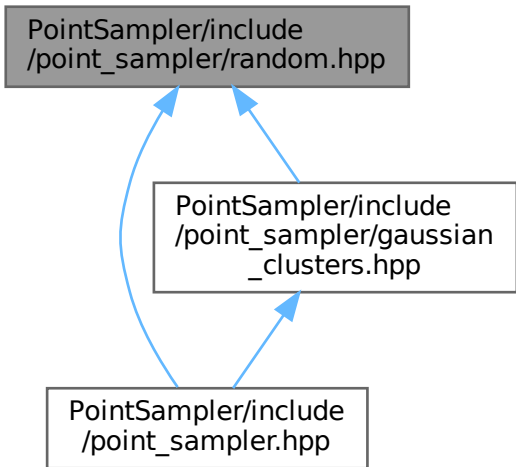 PointSampler/include
/point_sampler/random.hpp
PointSampler/include
/point_sampler/gaussian
_clusters.hpp
PointSampler/include
/point_sampler.hpp